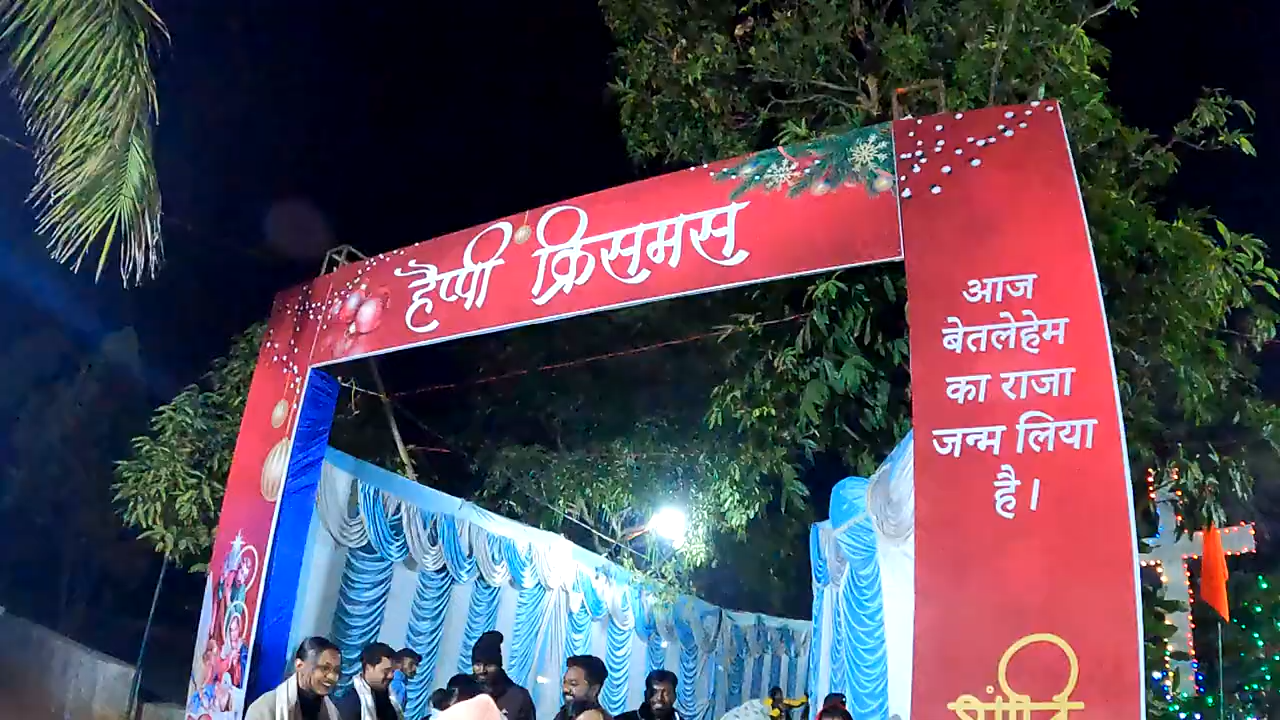 हैप्पी क्रिसमस
आज
बेतलेहेम
का राजा
जन्म लिया
है।